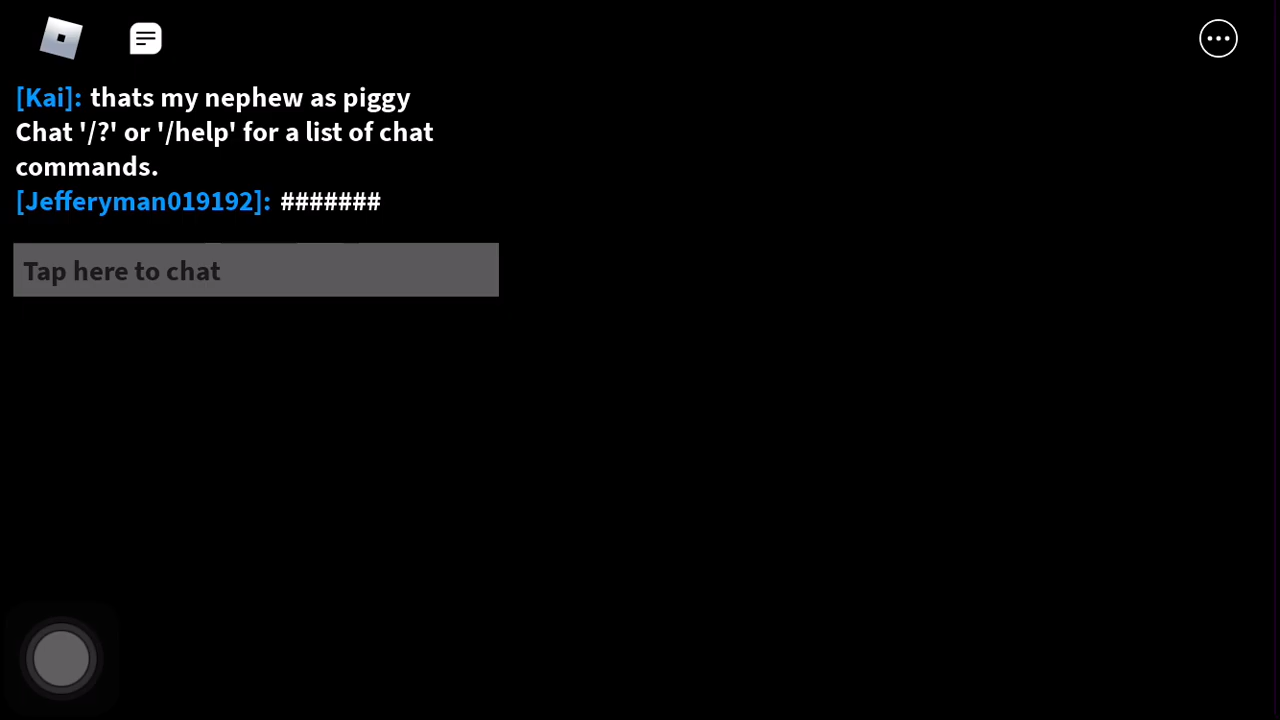 [Kai]: thats my nephew as piggy
Chat '/?' or '/help' for a list of chat
commands.
[Jefferyman019192]: #######
Tap here to chat